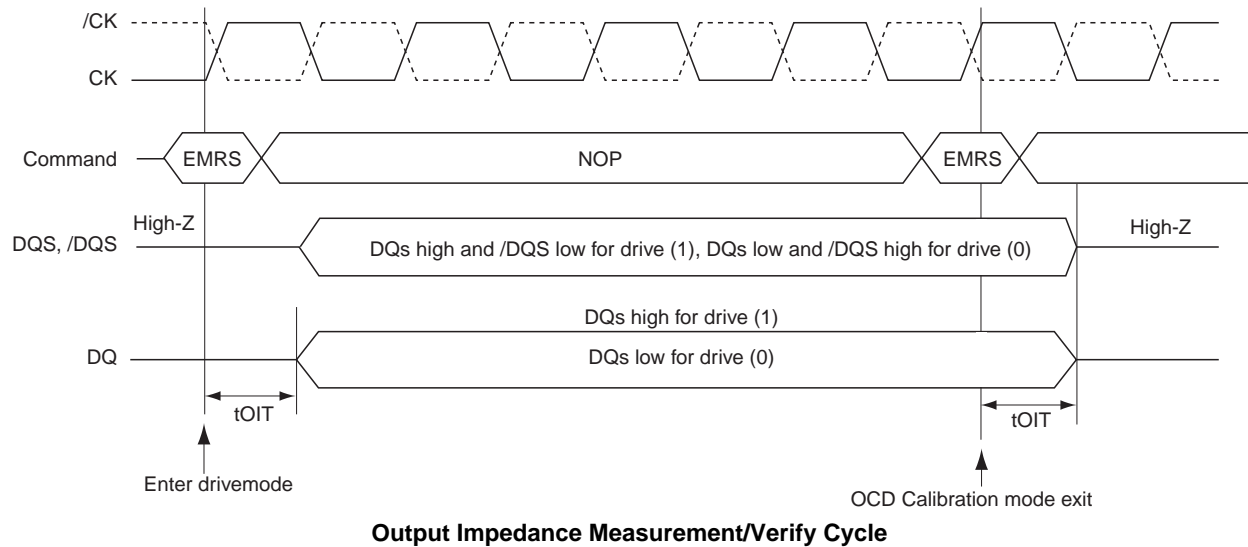 /CK
CK
Command
EMRS
NOP
EMRS
High-Z
High-Z
DQS, /DQS
DQs high and /DQS low for drive (1), DQs low and /DQS high for drive (0)
DQs high for drive (1)
DQ
DQs low for drive (0)
tOIT
tOIT
Enter drivemode
OCD Calibration mode exit
Output Impedance Measurement/Verify Cycle